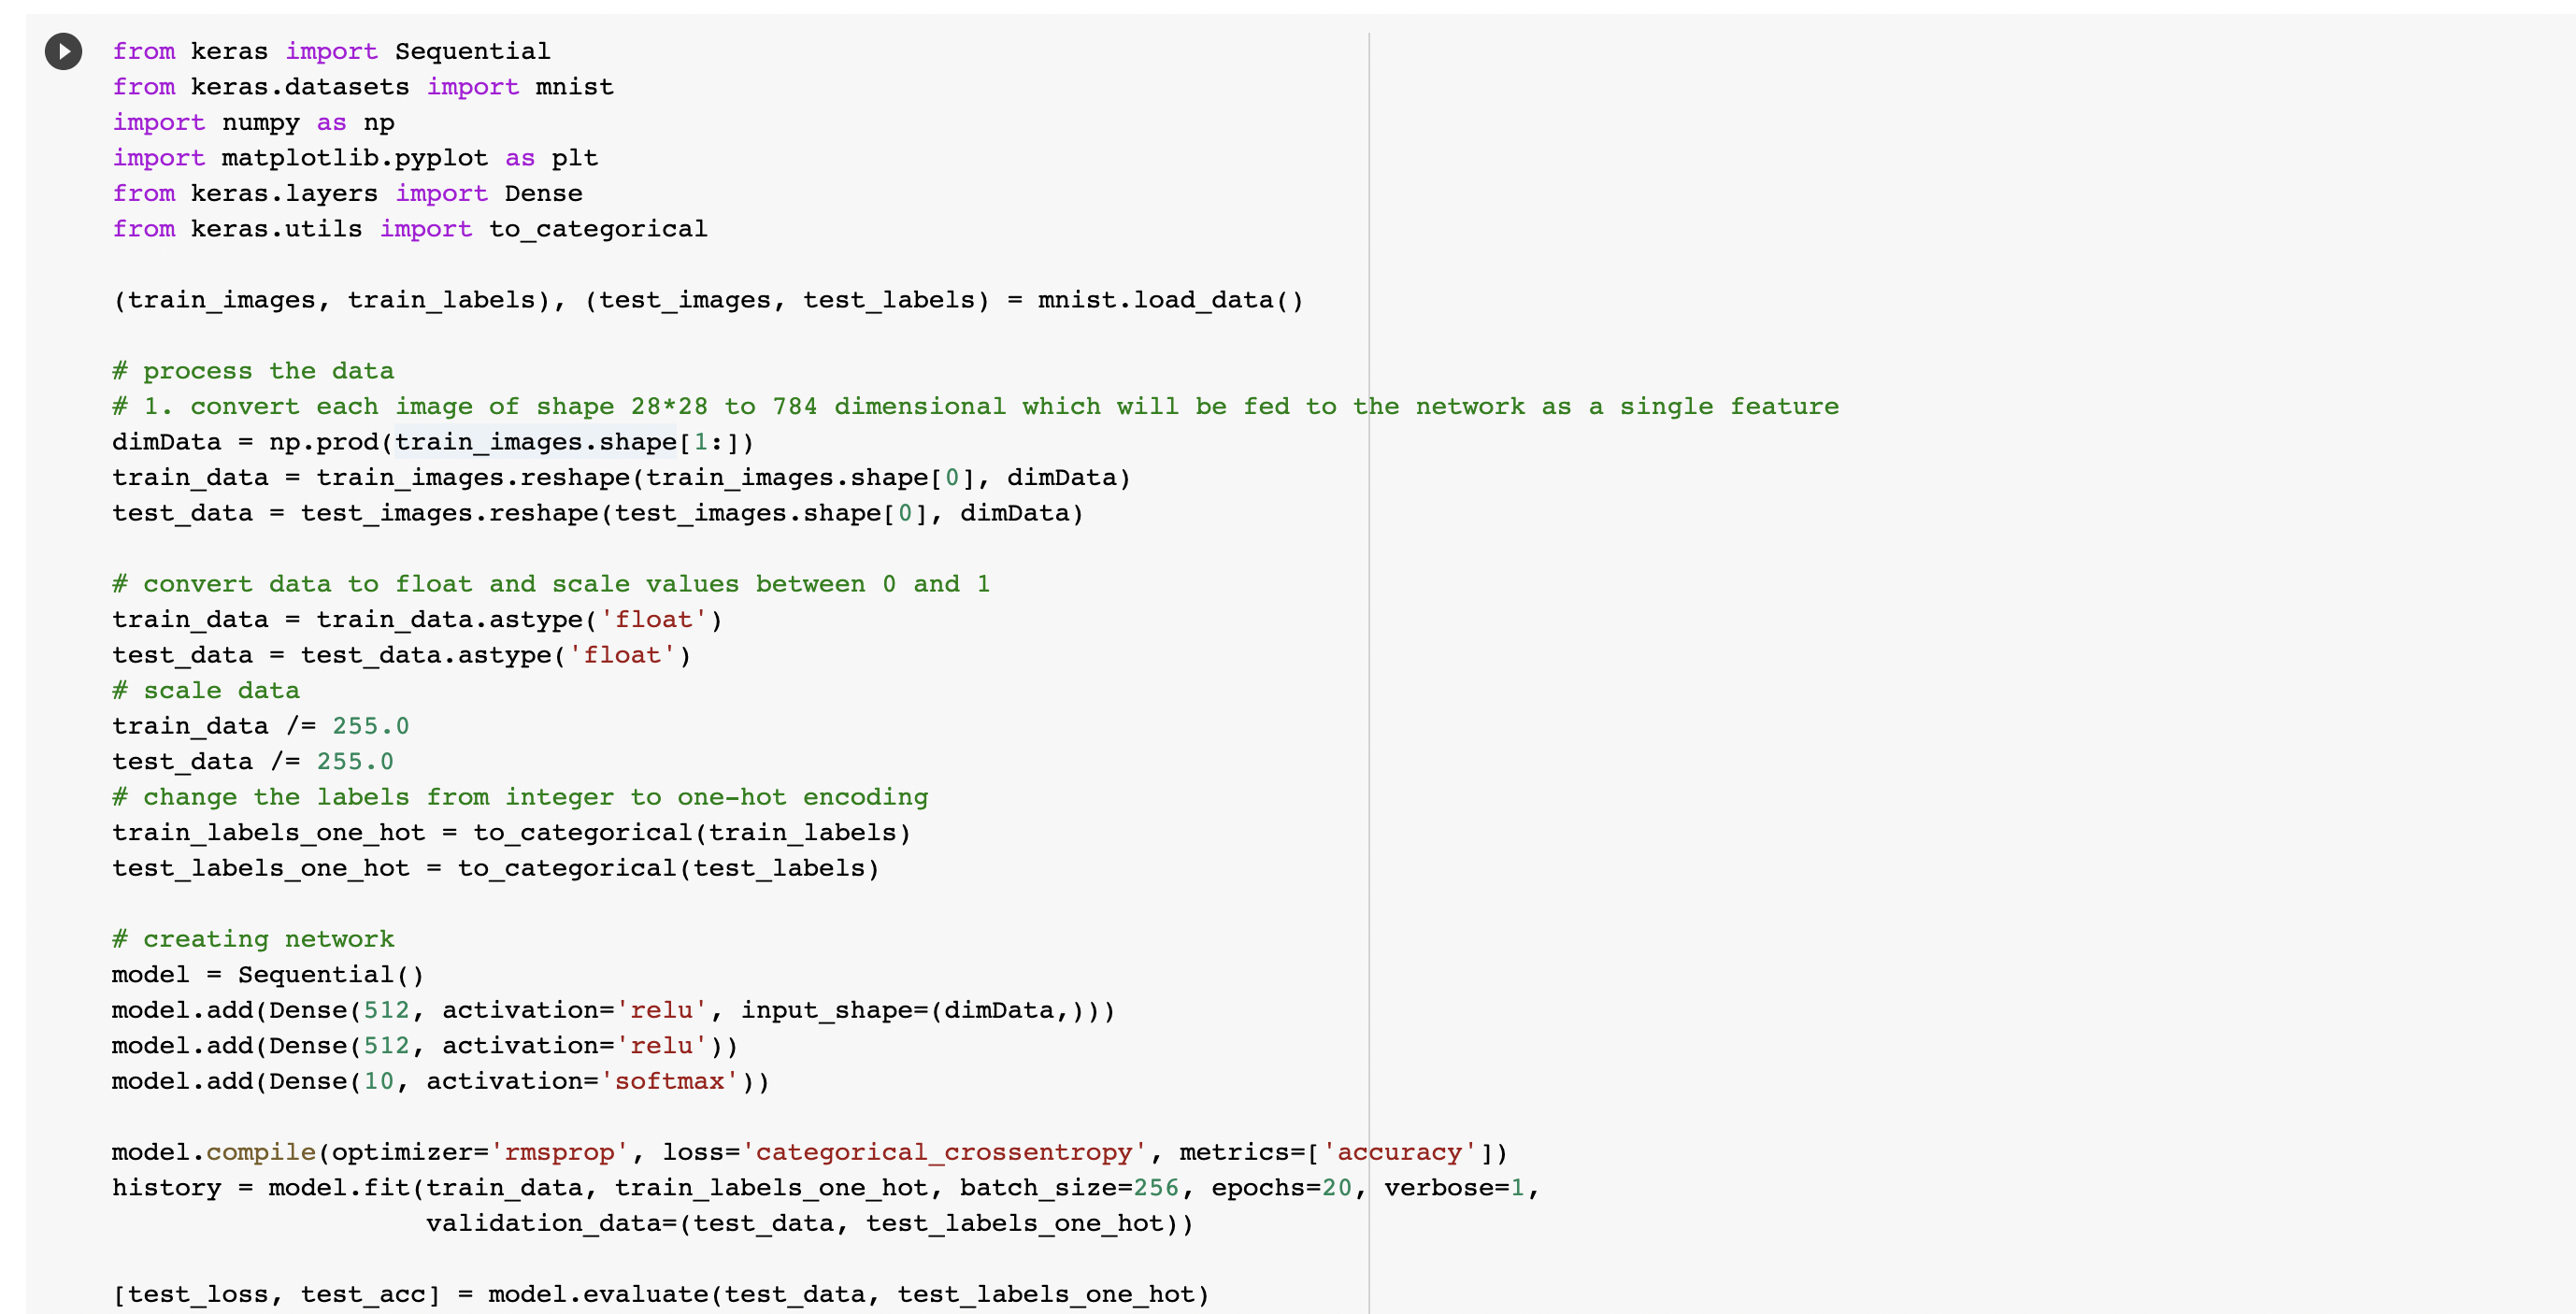 from keras import Sequential
from keras.datasets import mnist
import numpy as np
import matplotlib.pyplot as plt
from keras.layers import Dense
from keras.utils import to_categorical

(train_images, train_labels), (test_images, test_labels) = mnist.load_data()

# process the data
# 1. convert each image of shape 28*28 to 784 dimensional which will be fed to the network as a single feature
dimData = np.prod(train_images.shape[1:])
train_data = train_images.reshape(train_images.shape[0], dimData)
test_data = test_images.reshape(test_images.shape[0], dimData)

# convert data to float and scale values between 0 and 1
train_data = train_data.astype('float')
test_data = test_data.astype('float')
# scale data
train_data /= 255.0
test_data /= 255.0
# change the labels from integer to one-hot encoding
train_labels_one_hot = to_categorical(train_labels)
test_labels_one_hot = to_categorical(test_labels)

# creating network
model = Sequential()
model.add(Dense(512, activation='relu', input_shape=(dimData,)))
model.add(Dense(512, activation='relu'))
model.add(Dense(10, activation='softmax'))

model.compile(optimizer='rmsprop', loss='categorical_crossentropy', metrics=['accuracy'])
history = model.fit(train_data, train_labels_one_hot, batch_size=256, epochs=20, verbose=1,
                    validation_data=(test_data, test_labels_one_hot))

[test_loss, test_acc] = model.evaluate(test_data, test_labels_one_hot)